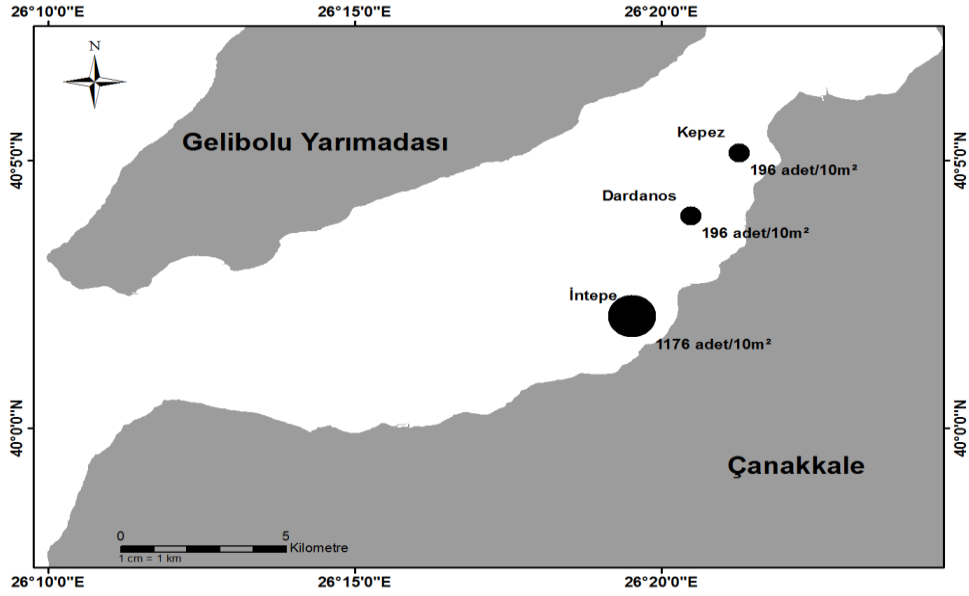 26°10'0"E
26°15'0"E
26°20'0"E
N
Kepez
Gelibolu Yarımadası
40°5'0"N
40°5'0"N
196 adet/10m²
Dardanos
196 adet/10m²
İntepe
1176 adet/10m²
40°0'0"N
40°0'0"N
Çanakkale
0
5
Kilometre
1 cm = 1 km
26°10'0"E
26°15'0"E
26°20'0"E